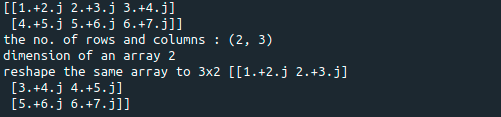 [[1.+2.j 2.+3.j 3.+4.j]
 [4.+5.j 5.+6.j 6.+7.j]]
the no. of rows and columns : (2, 3)
dimension of an array 2
reshape the same array to 3x2 [[1.+2.j 2.+3.j]
 [3.+4.j 4.+5.j]
 [5.+6.j 6.+7.j]]